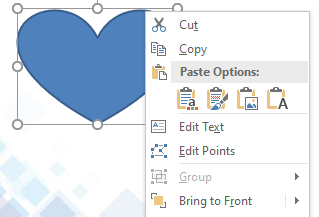 Cut
Copy
Paste Options:
Edit Text
Edit Points
Group
Bring to Front